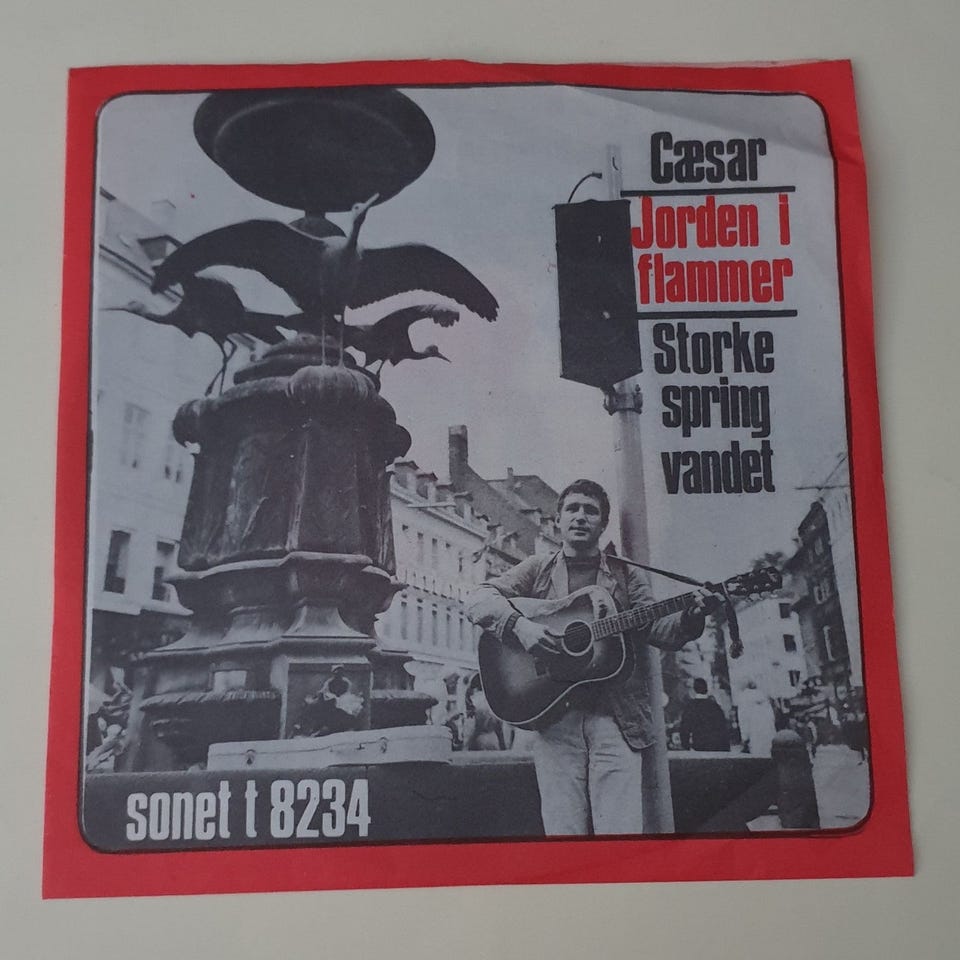 Cæsar
Jorden i
flammer
Storke
spring
vandet
sonet t 8234